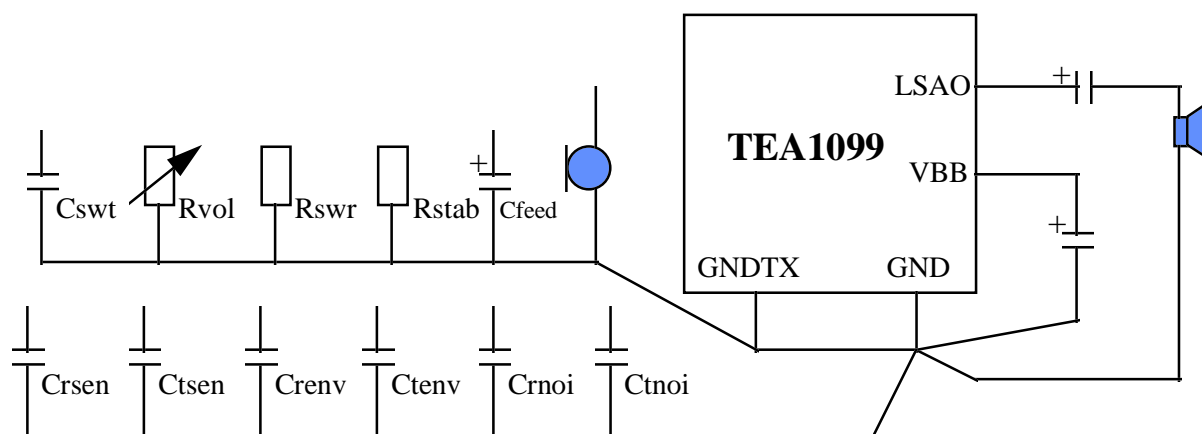 LSAO
+
TEA1099
VBB
+
Cswt
Rvol
Rswr
Rstab
Cfeed
+
GNDTX
GND
Crsen
Ctsen
Crenv
Ctenv
Crnoi
Ctnoi
+